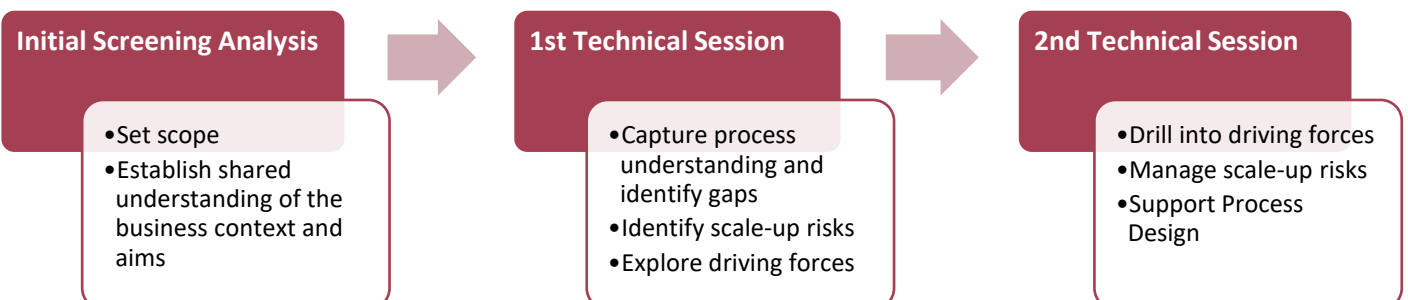 Initial Screening Analysis
•Set scope
•Establish shared
understanding of the
business context and
aims
1st Technical Session
•Capture process
understanding and
identify gaps
•Identify scale-up risks
•Explore driving forces
2nd Technical Session
•Drill into driving forces
•Manage scale-up risks
•Support Process
Design